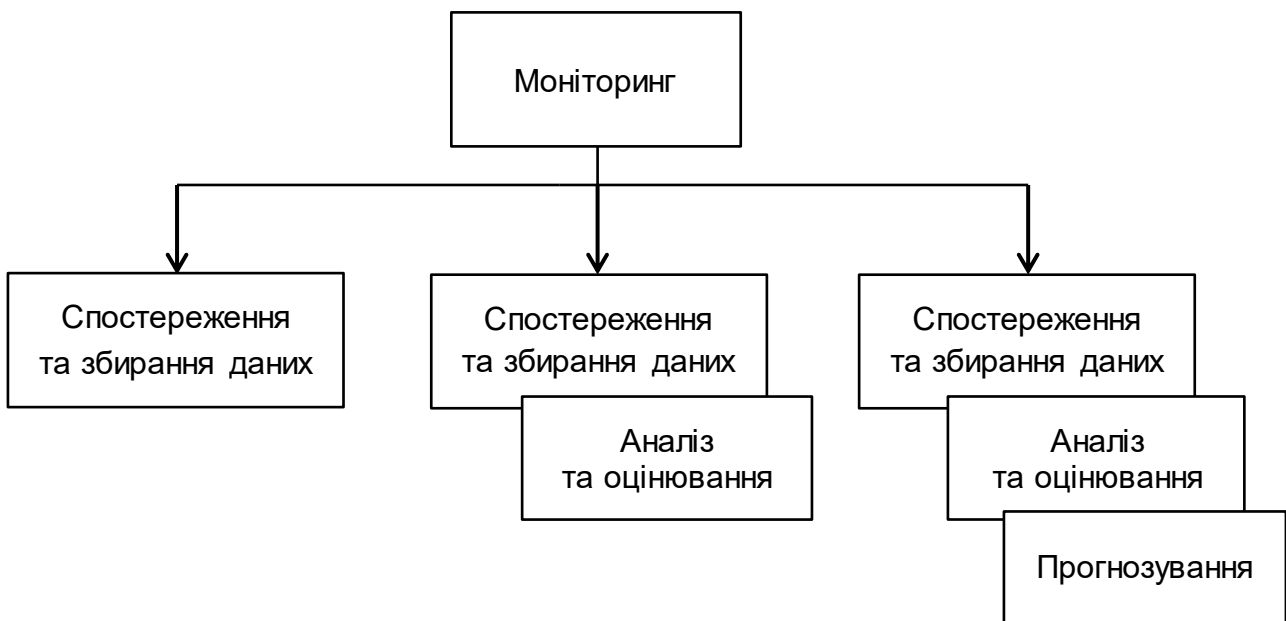 Моніторинг
Спостереження
та збирання даних
Спостереження
та збирання даних
Аналіз
та оцінювання
Спостереження
та збирання даних
Аналіз
та оцінювання
Прогнозування